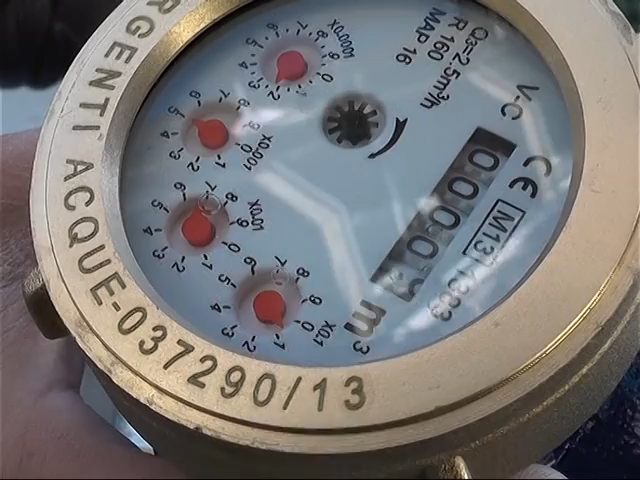 RGENTI ACQUE-037290/13
Q3=2.5m³/h
R 160
MAP 16
V-C
CE M13 1383
0000
m³
X0.0001
X0.001
X0.01
X0.1